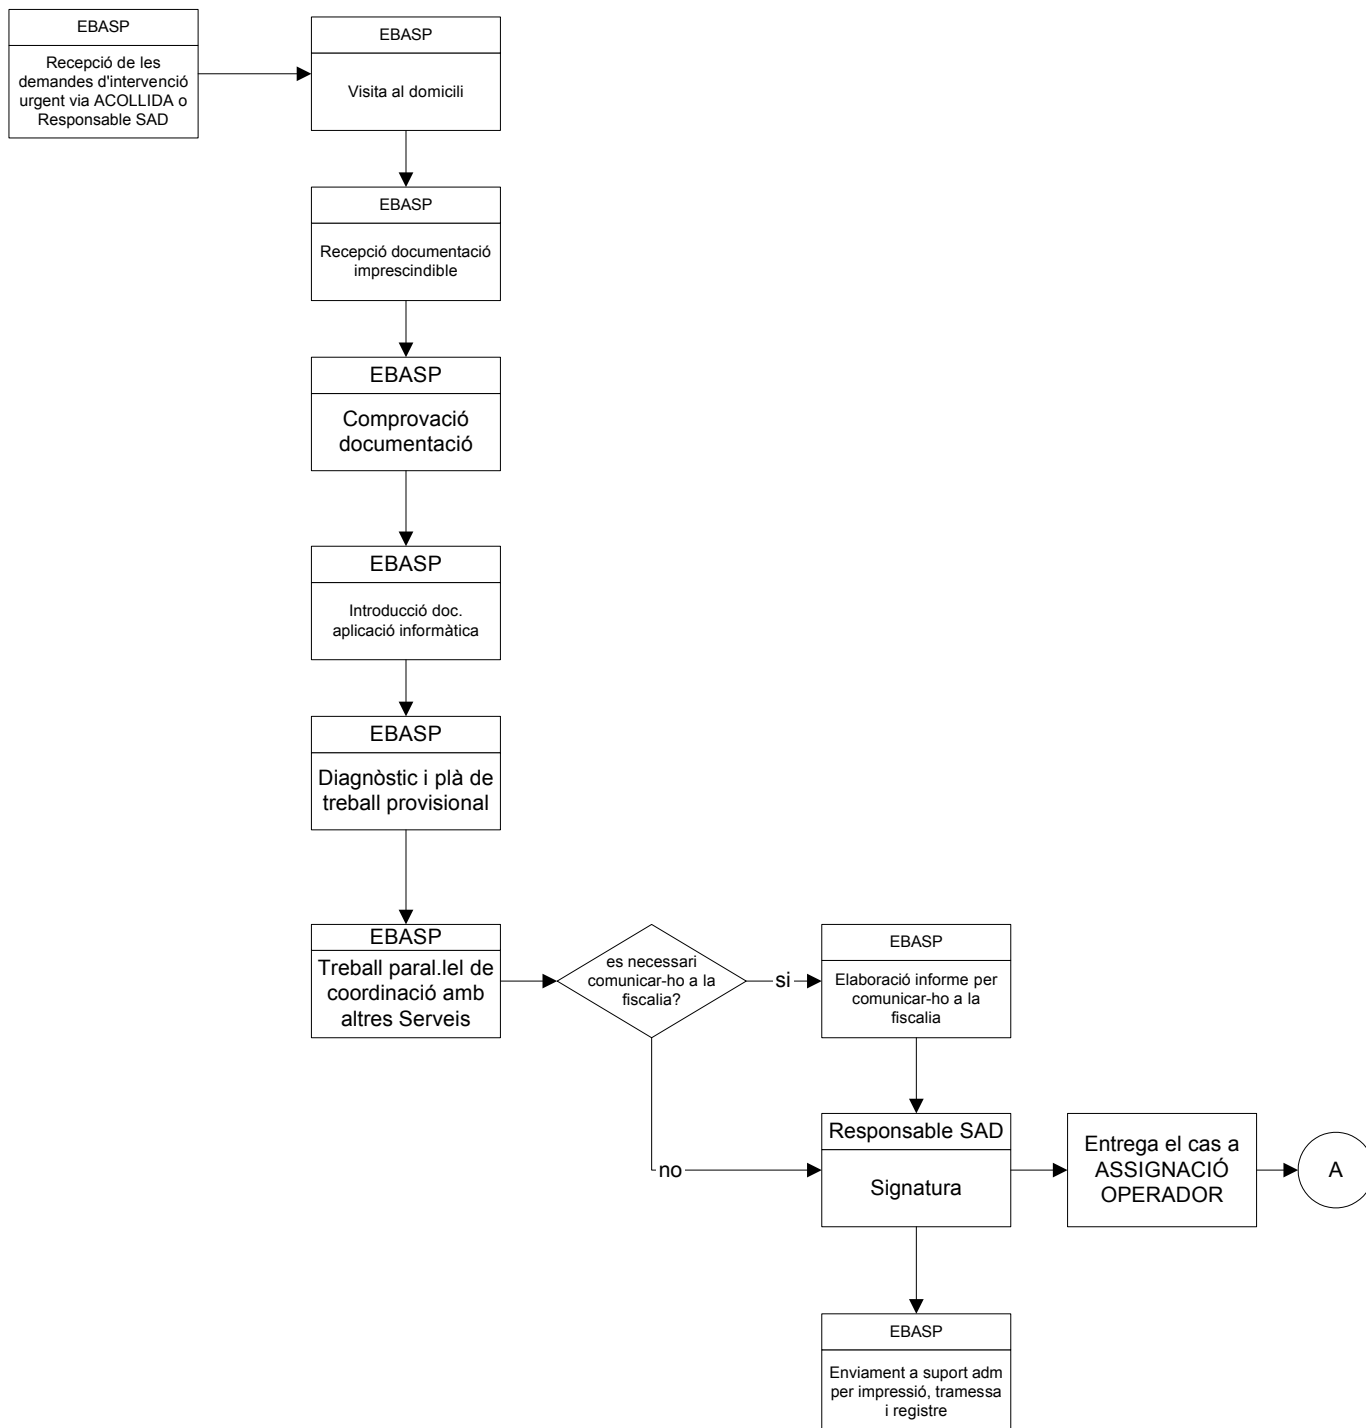 EBASP
Recepció de les
demandes d'intervenció
urgent via ACOLLIDA o
Responsable SAD
EBASP
Visita al domicili
EBASP
Recepció documentació
imprescindible
EBASP
Comprovació
documentació
EBASP
Introducció doc.
aplicació informàtica
EBASP
Diagnòstic i plà de
treball provisional
EBASP
Treball paral.lel de
coordinació amb
altres Serveis
es necessari
comunicar-ho a la
fiscalia?
si
EBASP
Elaboració informe per
comunicar-ho a la
fiscalia
no
Responsable SAD
Signatura
Entrega el cas a
ASSIGNACIÓ
OPERADOR
A
EBASP
Enviament a suport adm
per impressió, tramessa
i registre